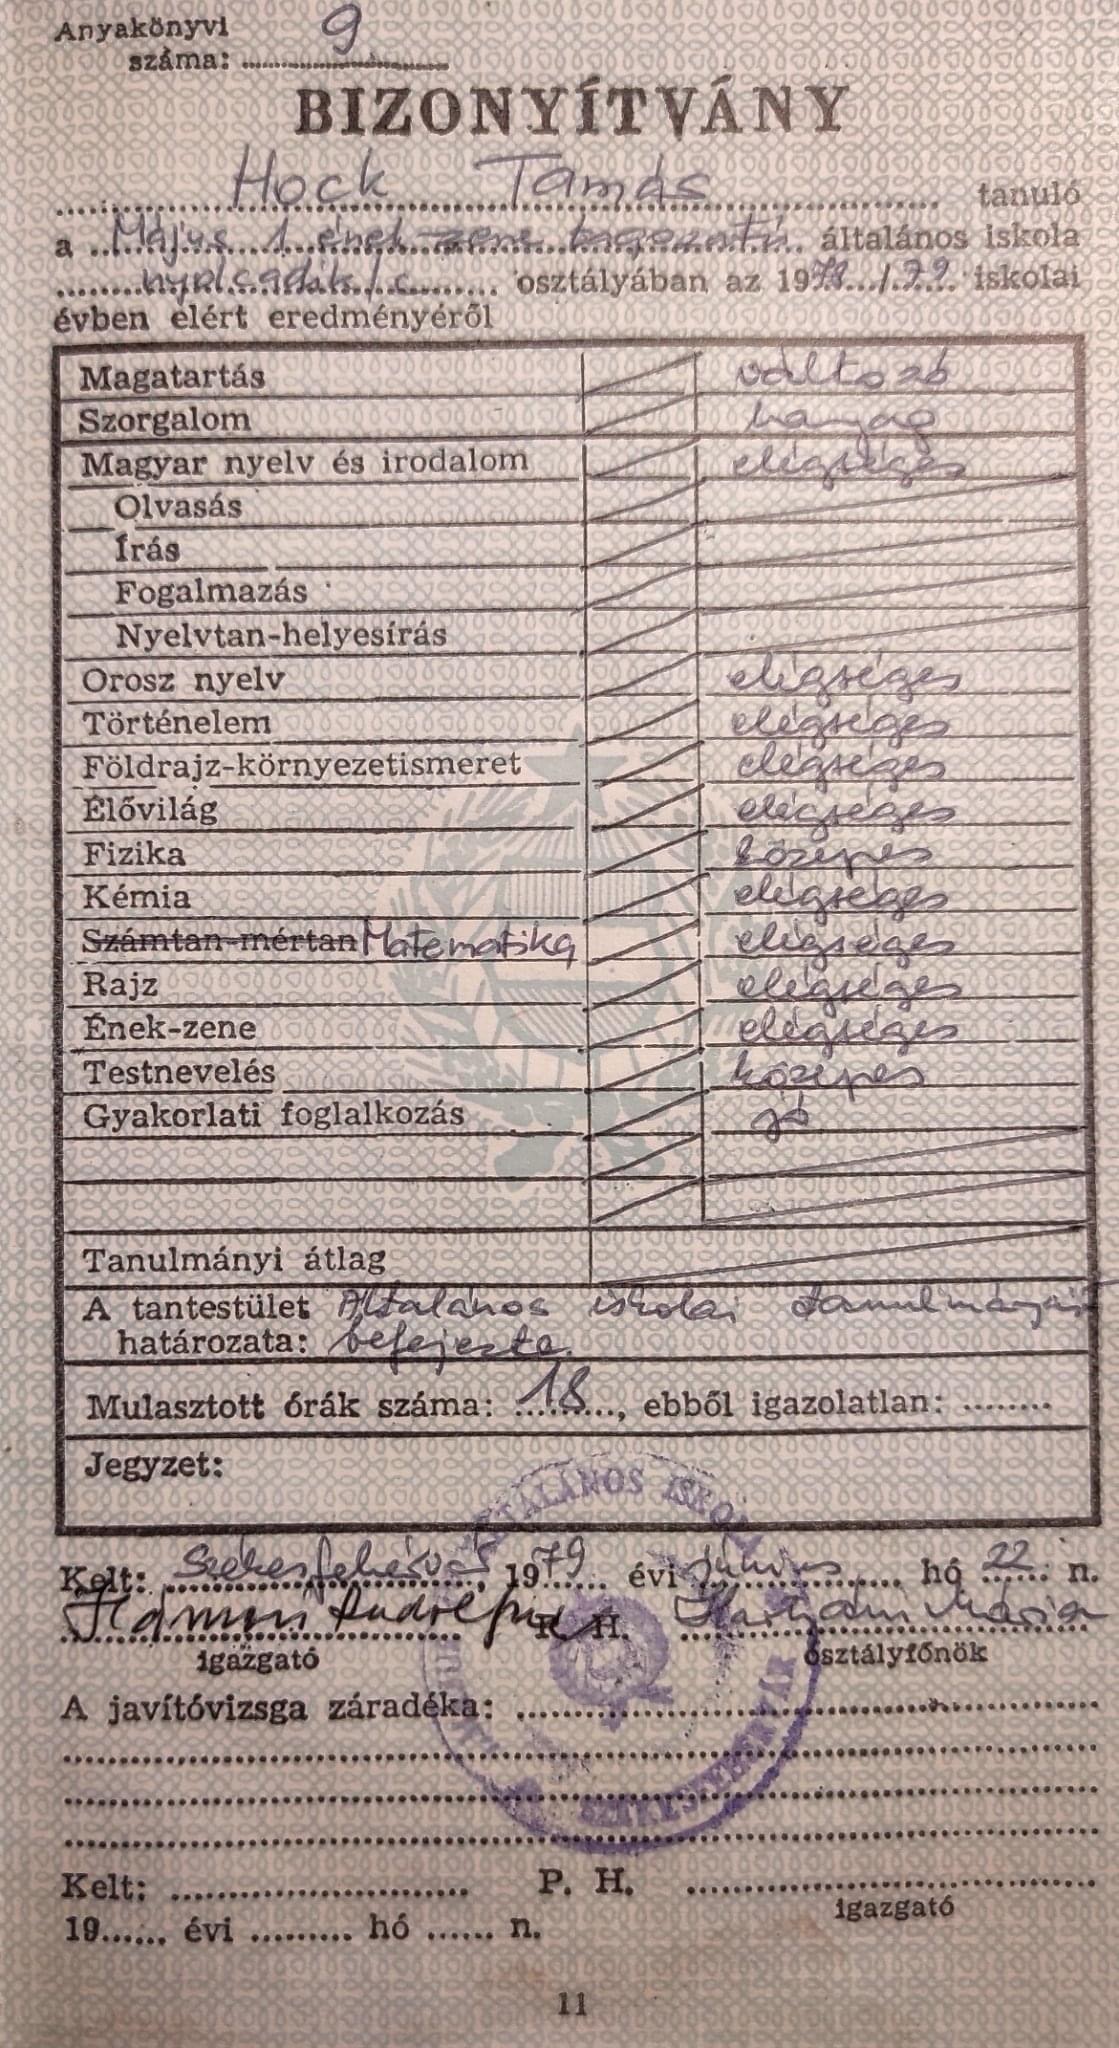 Anyakönyvi
száma: 9
BIZONYÍTVÁNY
Hock Tamás tanuló
a Május 1. ének zene tagozatú általános iskola
nyolcadik/c osztályában az 1978/79. iskolai
évben elért eredményéről
Magatartás változó
Szorgalom hanyag
Magyar nyelv és irodalom elégséges
Olvasás
Írás
Fogalmazás
Nyelvtan-helyesírás
Orosz nyelv elégséges
Történelem elégséges
Földrajz-környezetismeret elégséges
Élővilág elégséges
Fizika közepes
Kémia elégséges
Számtan-mértan Matematika elégséges
Rajz elégséges
Ének-zene elégséges
Testnevelés közepes
Gyakorlati foglalkozás jó
Tanulmányi átlag
A tantestület Általános iskolai tanulmányait
határozata: befejezte.
Mulasztott órák száma: 18, ebből igazolatlan:
Jegyzet:
ÁLTALÁNOS ISKOLA
Kelt: Székesfehérvár, 1979 évi június hó 22 n.
P. H. Mária
igazgató osztályfőnök
SZÉKESFEHÉRVÁR
A javítóvizsga záradéka:
Kelt: P. H.
igazgató
19 évi hó n.
11